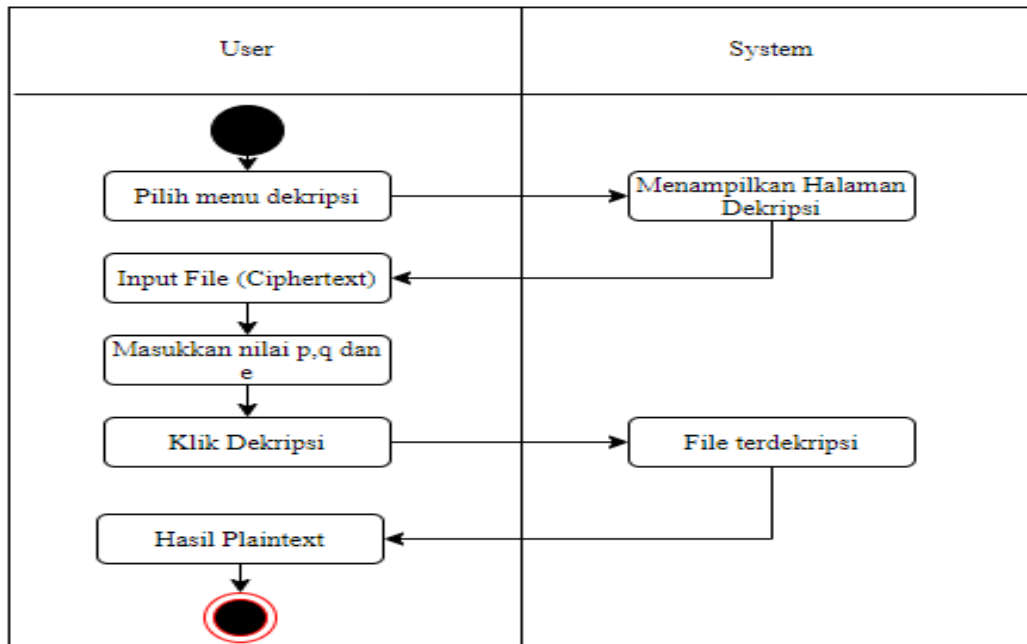 User
System
Pilih menu dekripsi
Menampilkan Halaman
Dekripsi
Input File (Ciphertext)
Masukkan nilai p,q dan
e
Klik Dekripsi
File terdekripsi
Hasil Plaintext